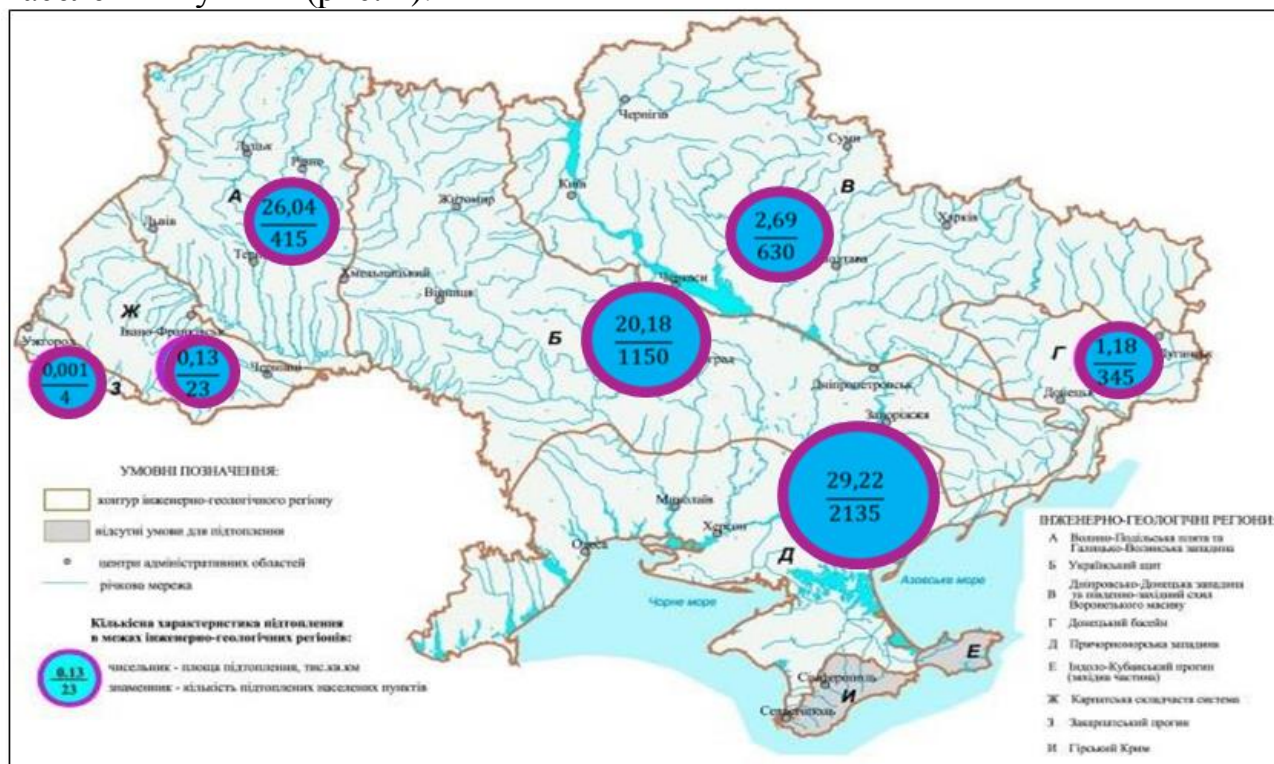 Чернігів
Суми
Луцьк
Рівно
А
В
Київ
Житомир
26,04
415
2,69
630
Харків
Львів
Хмельницький
Черкаси
Вінниця
Ж
Івано-Франківськ
Ужгород
Б
20,18
1150
Г
1,18
345
0,001
4
З
0,13
23
Дніпропетровськ
Донецьк
Запоріжжя
29,22
2135
УМОВНІ ПОЗНАЧЕННЯ:
контур інженерно-геологічного регіону
відсутні умови для підтоплення
центри адміністративних областей
річкова мережа
Миколаїв
Херсон
Одеса
Д
Азовське море
Чорне море
Кількісна характеристика підтоплення
в межах інженерно-геологічних регіонів:
0,13
23
чисельник - площа підтоплення, тис.кв.км
знаменник - кількість підтоплених населених пунктів
Е
Сімферополь
И
Севастополь
ІНЖЕНЕРНО-ГЕОЛОГІЧНІ РЕГІОНИ:
А Волино-Подільська плита та
Галицько-Волинська западина
Б Український щит
В Дніпровсько-Донецька западина
та південно-західний схил
Воронезького масиву
Г Донецький басейн
Д Причорноморська западина
Е Індоло-Кубанський прогин
(західна частина)
Ж Карпатська складчаста система
З Закарпатський прогин
И Гірський Крим